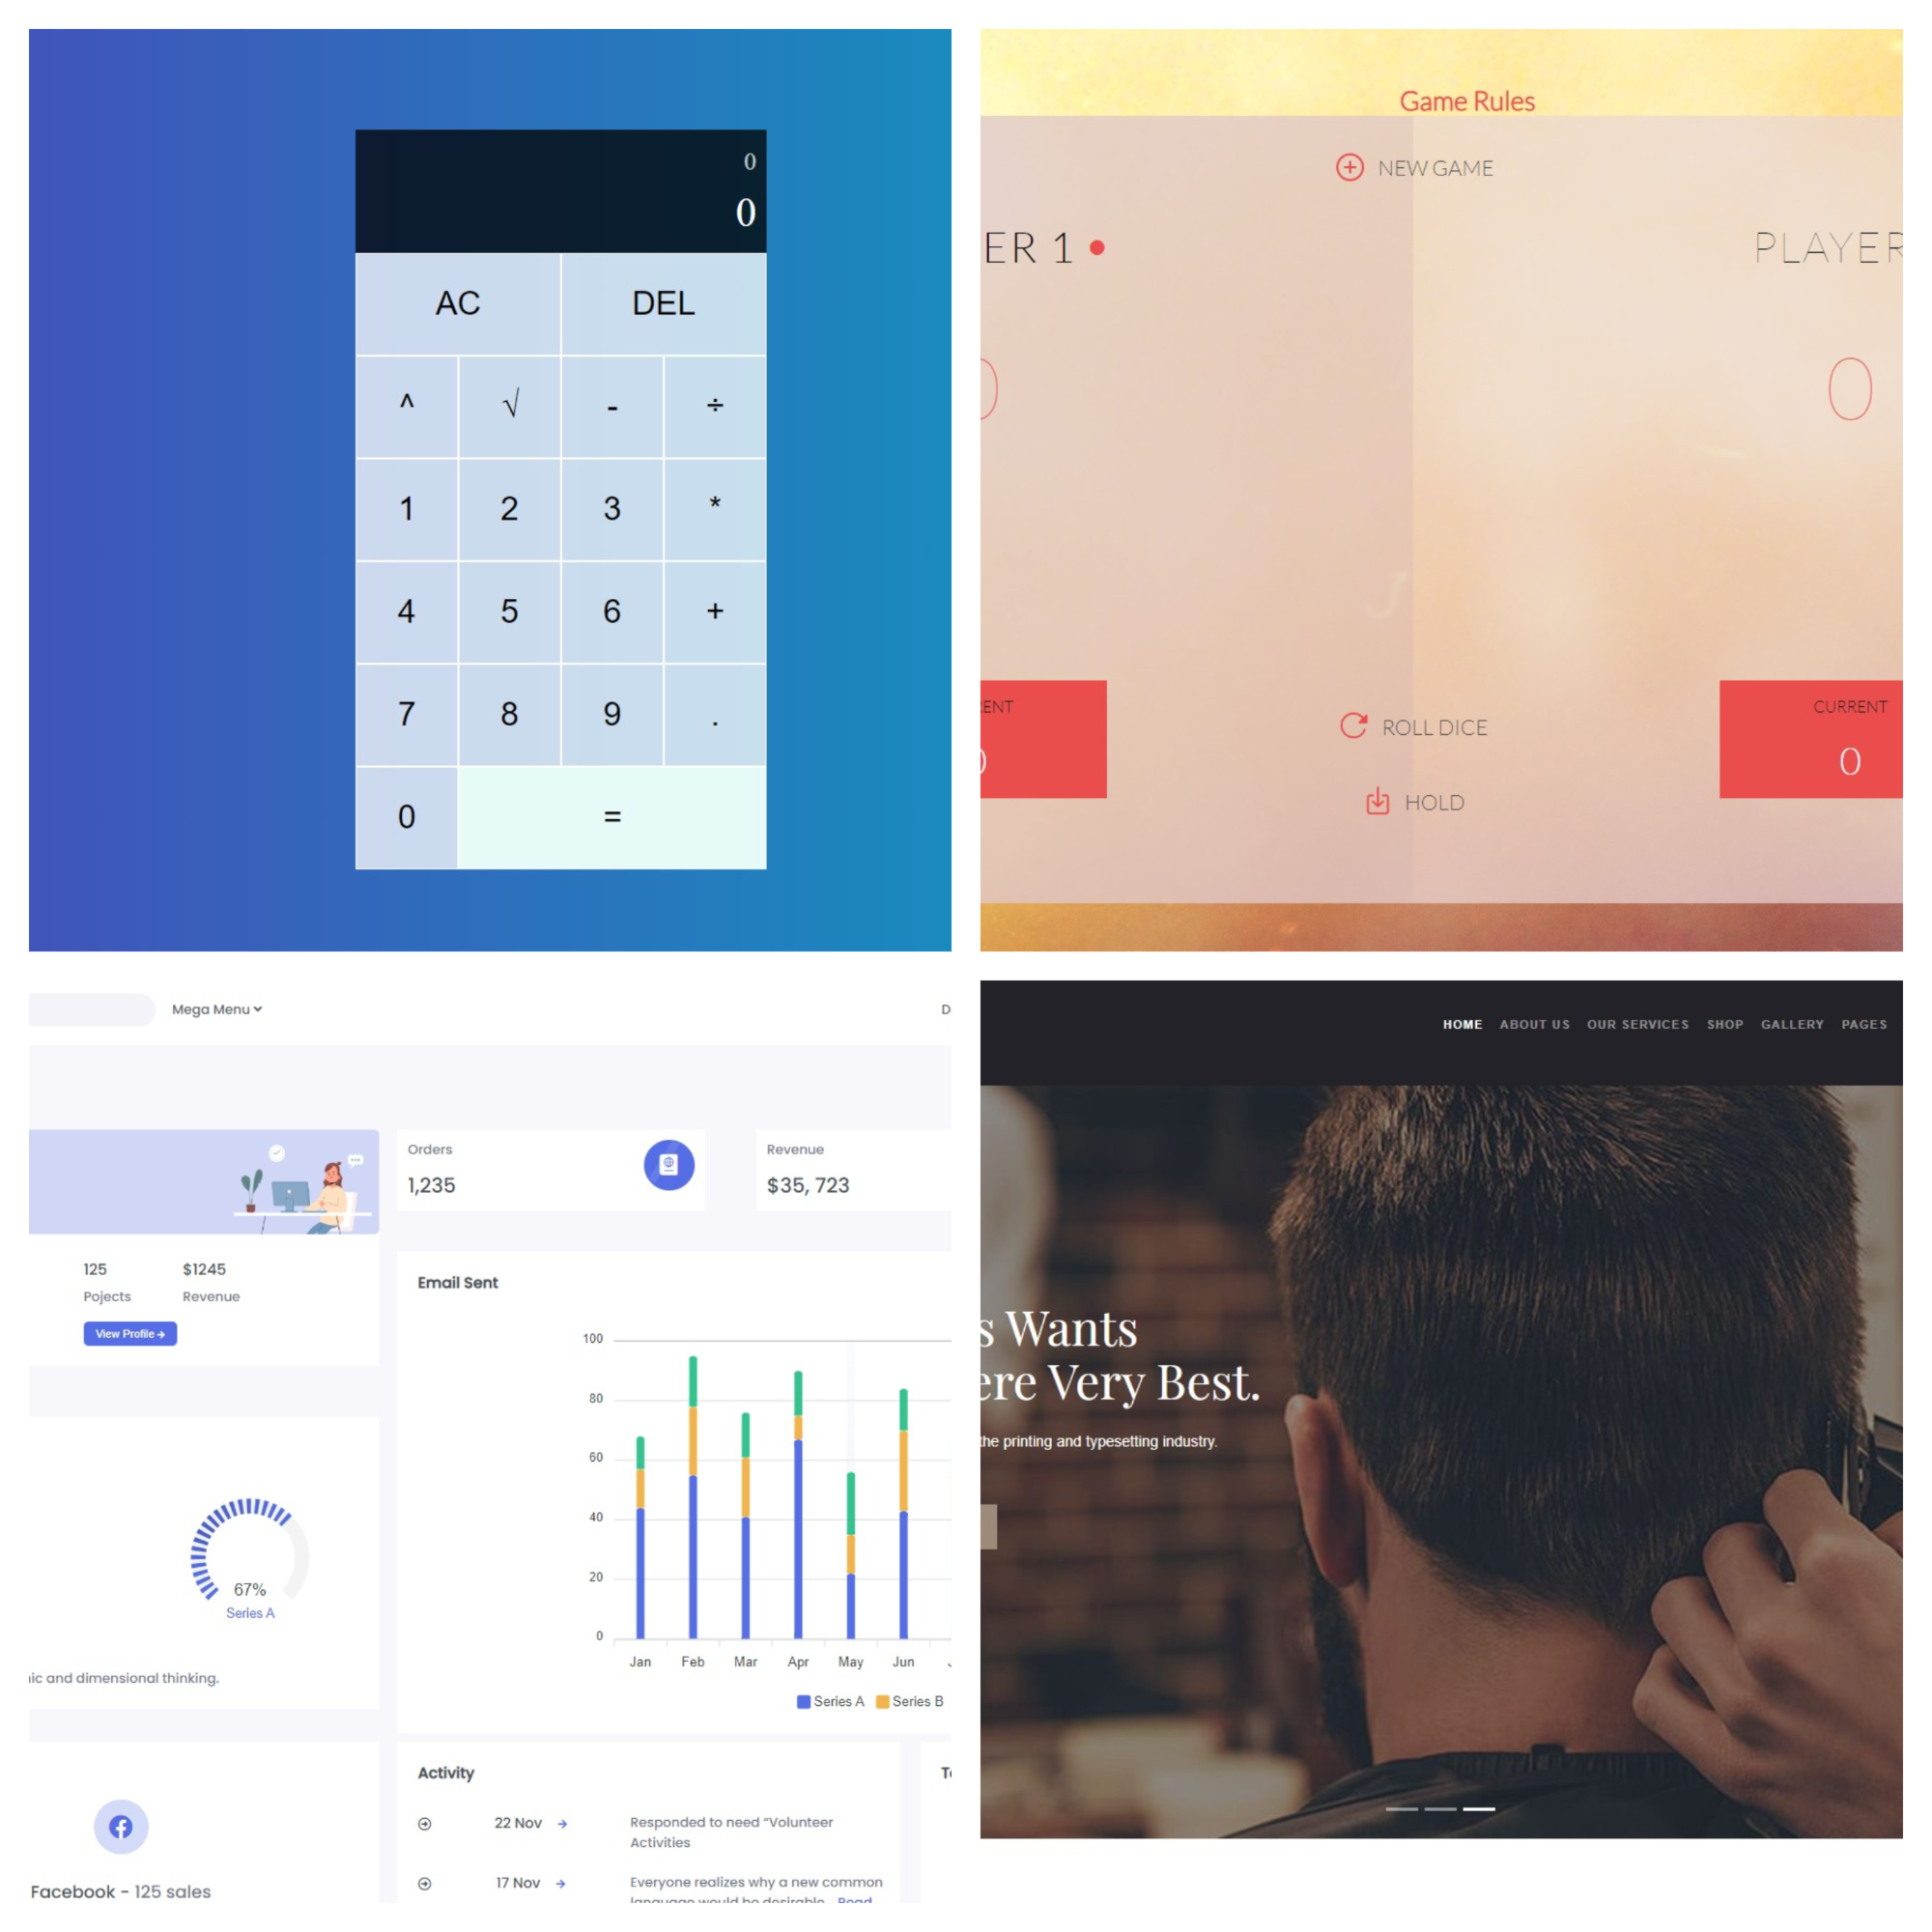 0
0
AC DEL
^ √ - ÷
1 2 3 *
4 5 6 +
7 8 9 .
0 =
Game Rules
NEW GAME
ER 1 PLAYER
0
CURRENT
0
ROLL DICE
HOLD
Mega Menu
Orders
1,235
Revenue
$35, 723
125 $1245
Pojects Revenue
View Profile
67%
Series A
dimensional thinking.
Email Sent
100
80
60
40
20
0
Jan Feb Mar Apr May Jun
Series A Series B
Facebook - 125 sales
Activity
22 Nov Responded to need “Volunteer
Activities
17 Nov Everyone realizes why a new common
language would be desirable... Read
HOME ABOUT US OUR SERVICES SHOP GALLERY PAGES
Wants
Very Best.
the printing and typesetting industry.